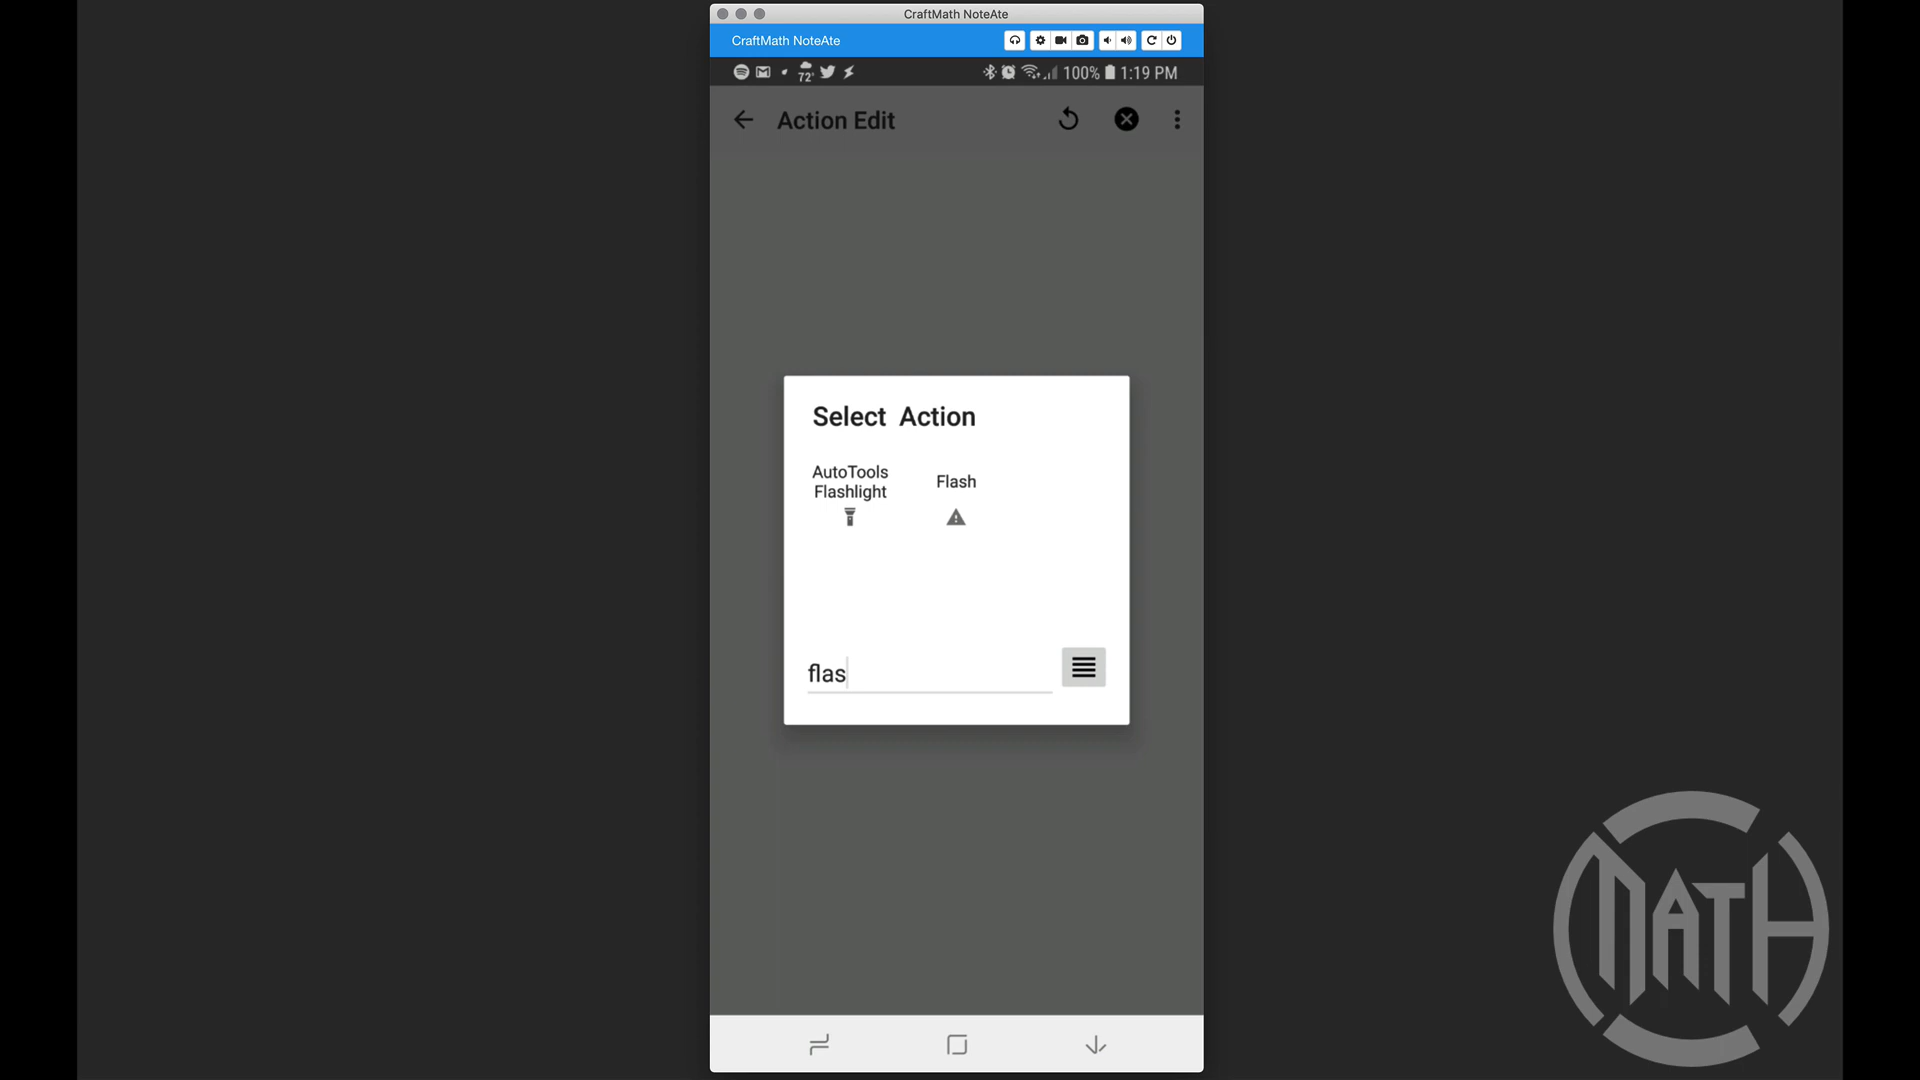 CraftMath NoteAte
CraftMath NoteAte
72° 100% 1:19 PM
Action Edit
Select Action
AutoTools
Flashlight
Flash
flas
MATH